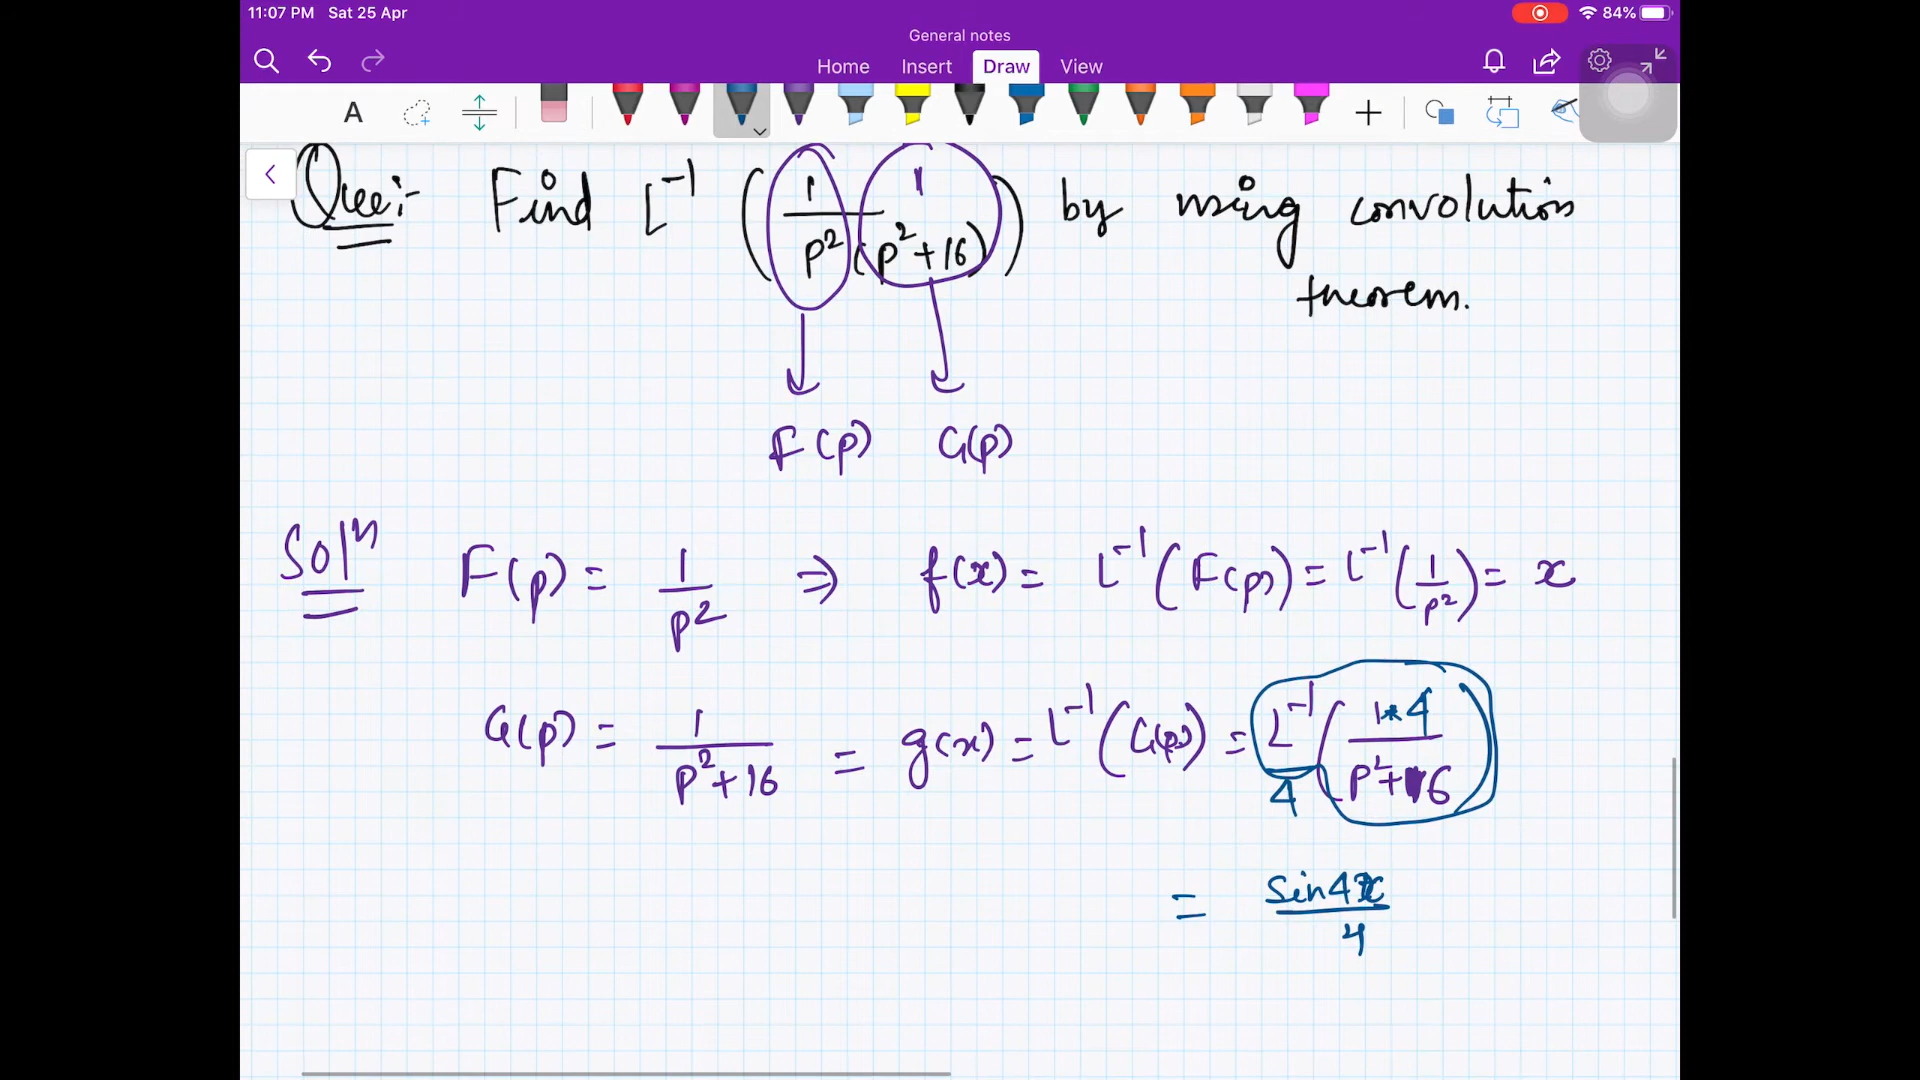 11:07 PM Sat 25 Apr 84%
General notes
Home Insert Draw View
A
Que:- Find L⁻¹ (1/p² 1/(p²+16)) by using convolution
theorem.
F(p) G(p)
Solⁿ F(p) = 1/p² ⇒ f(x) = L⁻¹(F(p)) = L⁻¹(1/p²) = x
G(p) = 1/p²+16 = g(x) = L⁻¹(G(p)) = L⁻¹/4 (1*4/p²+16)
= sin4x/4